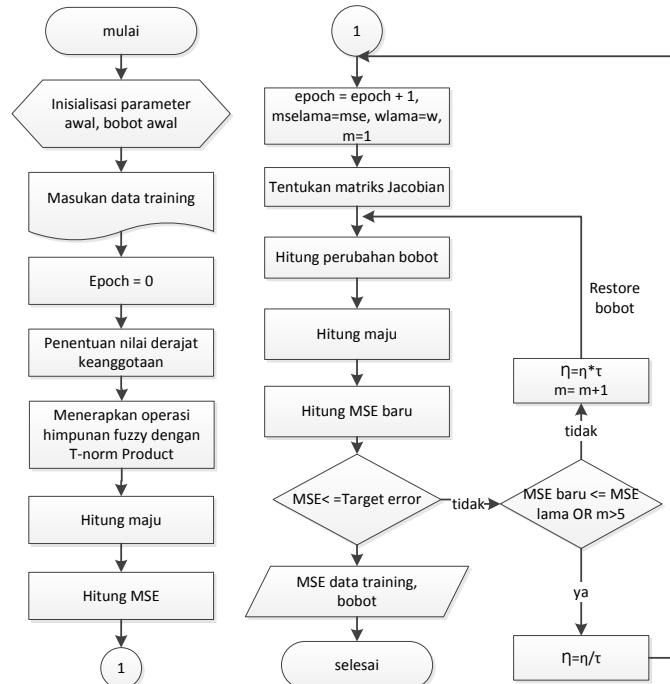 mulai
Inisialisasi parameter
awal, bobot awal
Masukan data training
Epoch = 0
Penentuan nilai derajat
keanggotaan
Menerapkan operasi
himpunan fuzzy dengan
T-norm Product
Hitung maju
Hitung MSE
1
1
epoch = epoch + 1,
mselama=mse, wlama=w,
m=1
Tentukan matriks Jacobian
Hitung perubahan bobot
Hitung maju
Hitung MSE baru
MSE< =Target error
tidak
MSE data training,
bobot
selesai
Restore
bobot
η=η*τ
m= m+1
tidak
MSE baru <= MSE
lama OR m>5
ya
η=η/τ